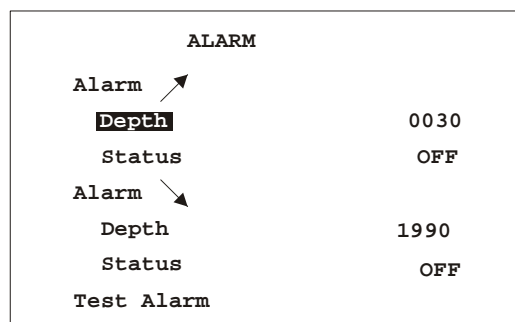 ALARM
Alarm
Depth 0030
Status OFF
Alarm
Depth 1990
Status OFF
Test Alarm